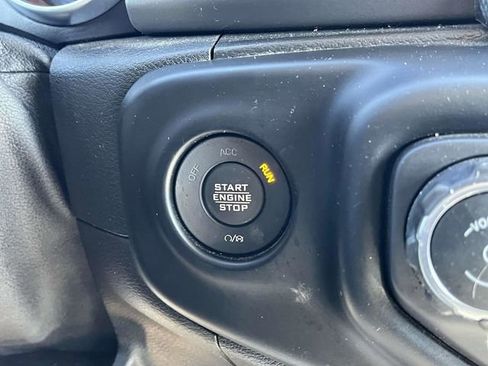 OFF ACC RUN
START
ENGINE
STOP